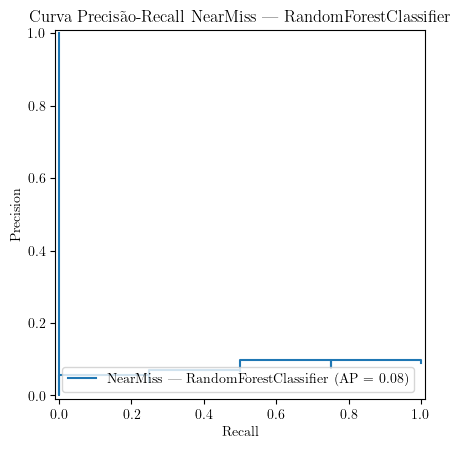 Curva Precisão-Recall NearMiss — RandomForestClassifier
1.0
0.8
0.6
0.4
0.2
0.0
Precision
NearMiss — RandomForestClassifier (AP = 0.08)
0.0 0.2 0.4 0.6 0.8 1.0
Recall